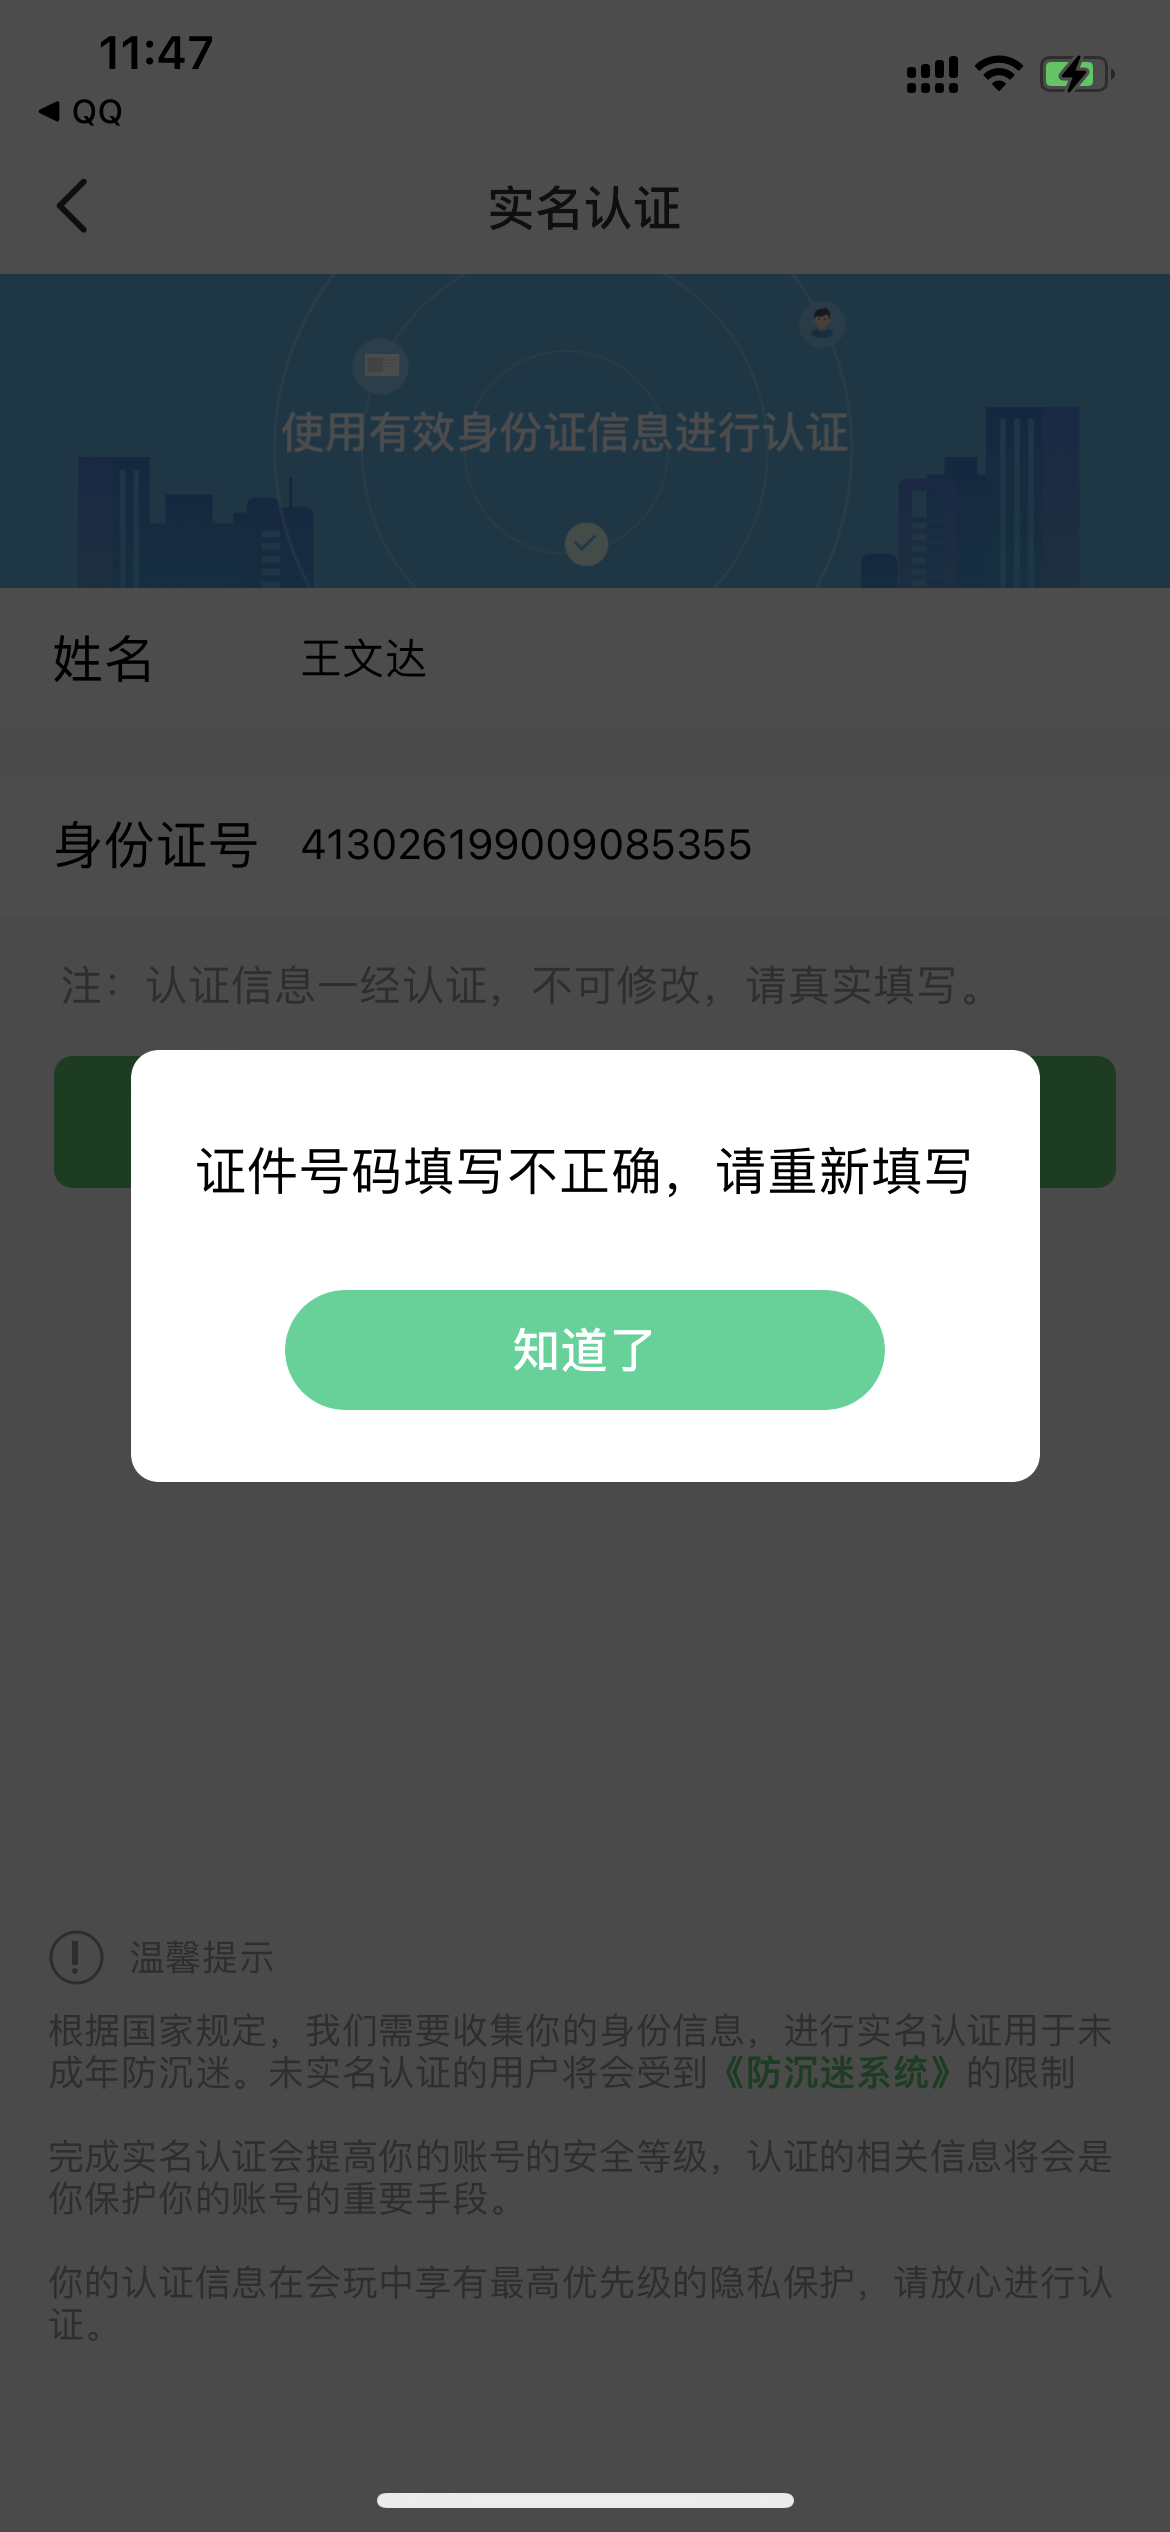 11:47
◀ QQ
实名认证
使用有效身份证信息进行认证
姓名 王文达
身份证号 413026199009085355
注：认证信息一经认证，不可修改，请真实填写。
证件号码填写不正确，请重新填写
知道了
温馨提示
根据国家规定，我们需要收集你的身份信息，进行实名认证用于未
成年防沉迷。未实名认证的用户将会受到《防沉迷系统》的限制
完成实名认证会提高你的账号的安全等级，认证的相关信息将会是
你保护你的账号的重要手段。
你的认证信息在会玩中享有最高优先级的隐私保护，请放心进行认
证。